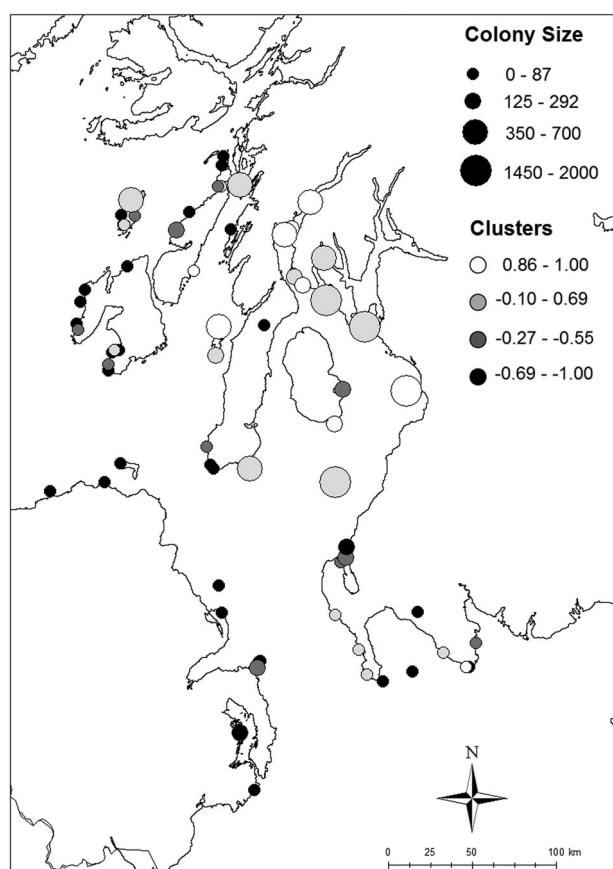 Colony Size
0 - 87
125 - 292
350 - 700
1450 - 2000
Clusters
0.86 - 1.00
-0.10 - 0.69
-0.27 - -0.55
-0.69 - -1.00
N
0 25 50 100 km